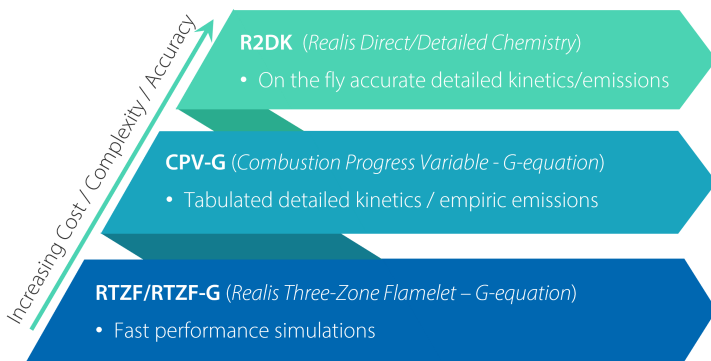 R2DK (Realis Direct/Detailed Chemistry)
• On the fly accurate detailed kinetics/emissions
Increasing Cost / Complexity / Accuracy
CPV-G (Combustion Progress Variable - G-equation)
• Tabulated detailed kinetics / empiric emissions
RTZF/RTZF-G (Realis Three-Zone Flamelet – G-equation)
• Fast performance simulations